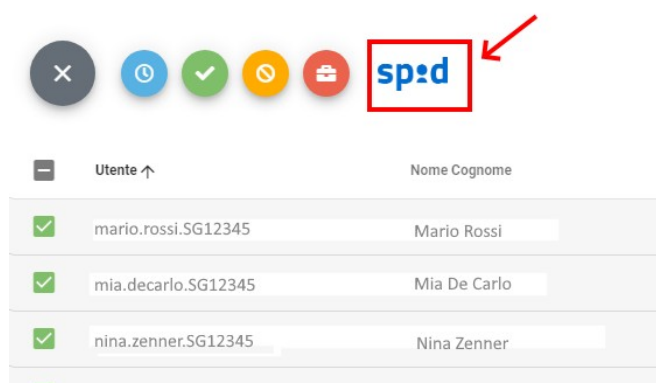 sp:d
Utente Nome Cognome
mario.rossi.SG12345 Mario Rossi
mia.decarlo.SG12345 Mia De Carlo
nina.zenner.SG12345 Nina Zenner